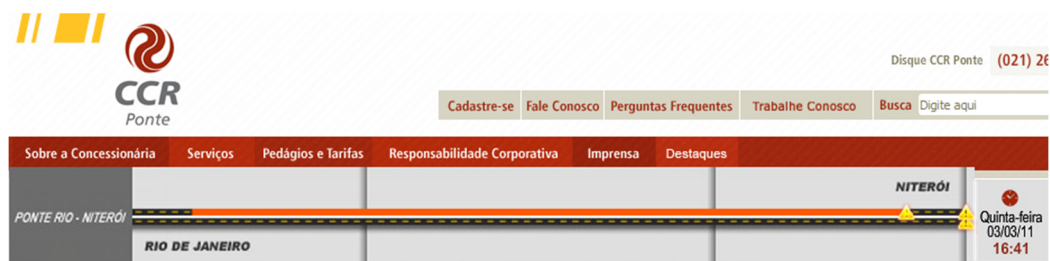 CCR
Ponte
Disque CCR Ponte (021) 26
Cadastre-se Fale Conosco Perguntas Frequentes Trabalhe Conosco Busca Digite aqui
Sobre a Concessionária Serviços Pedágios e Tarifas Responsabilidade Corporativa Imprensa Destaques
NITERÓI
PONTE RIO - NITERÓI
RIO DE JANEIRO
Quinta-feira
03/03/11
16:41